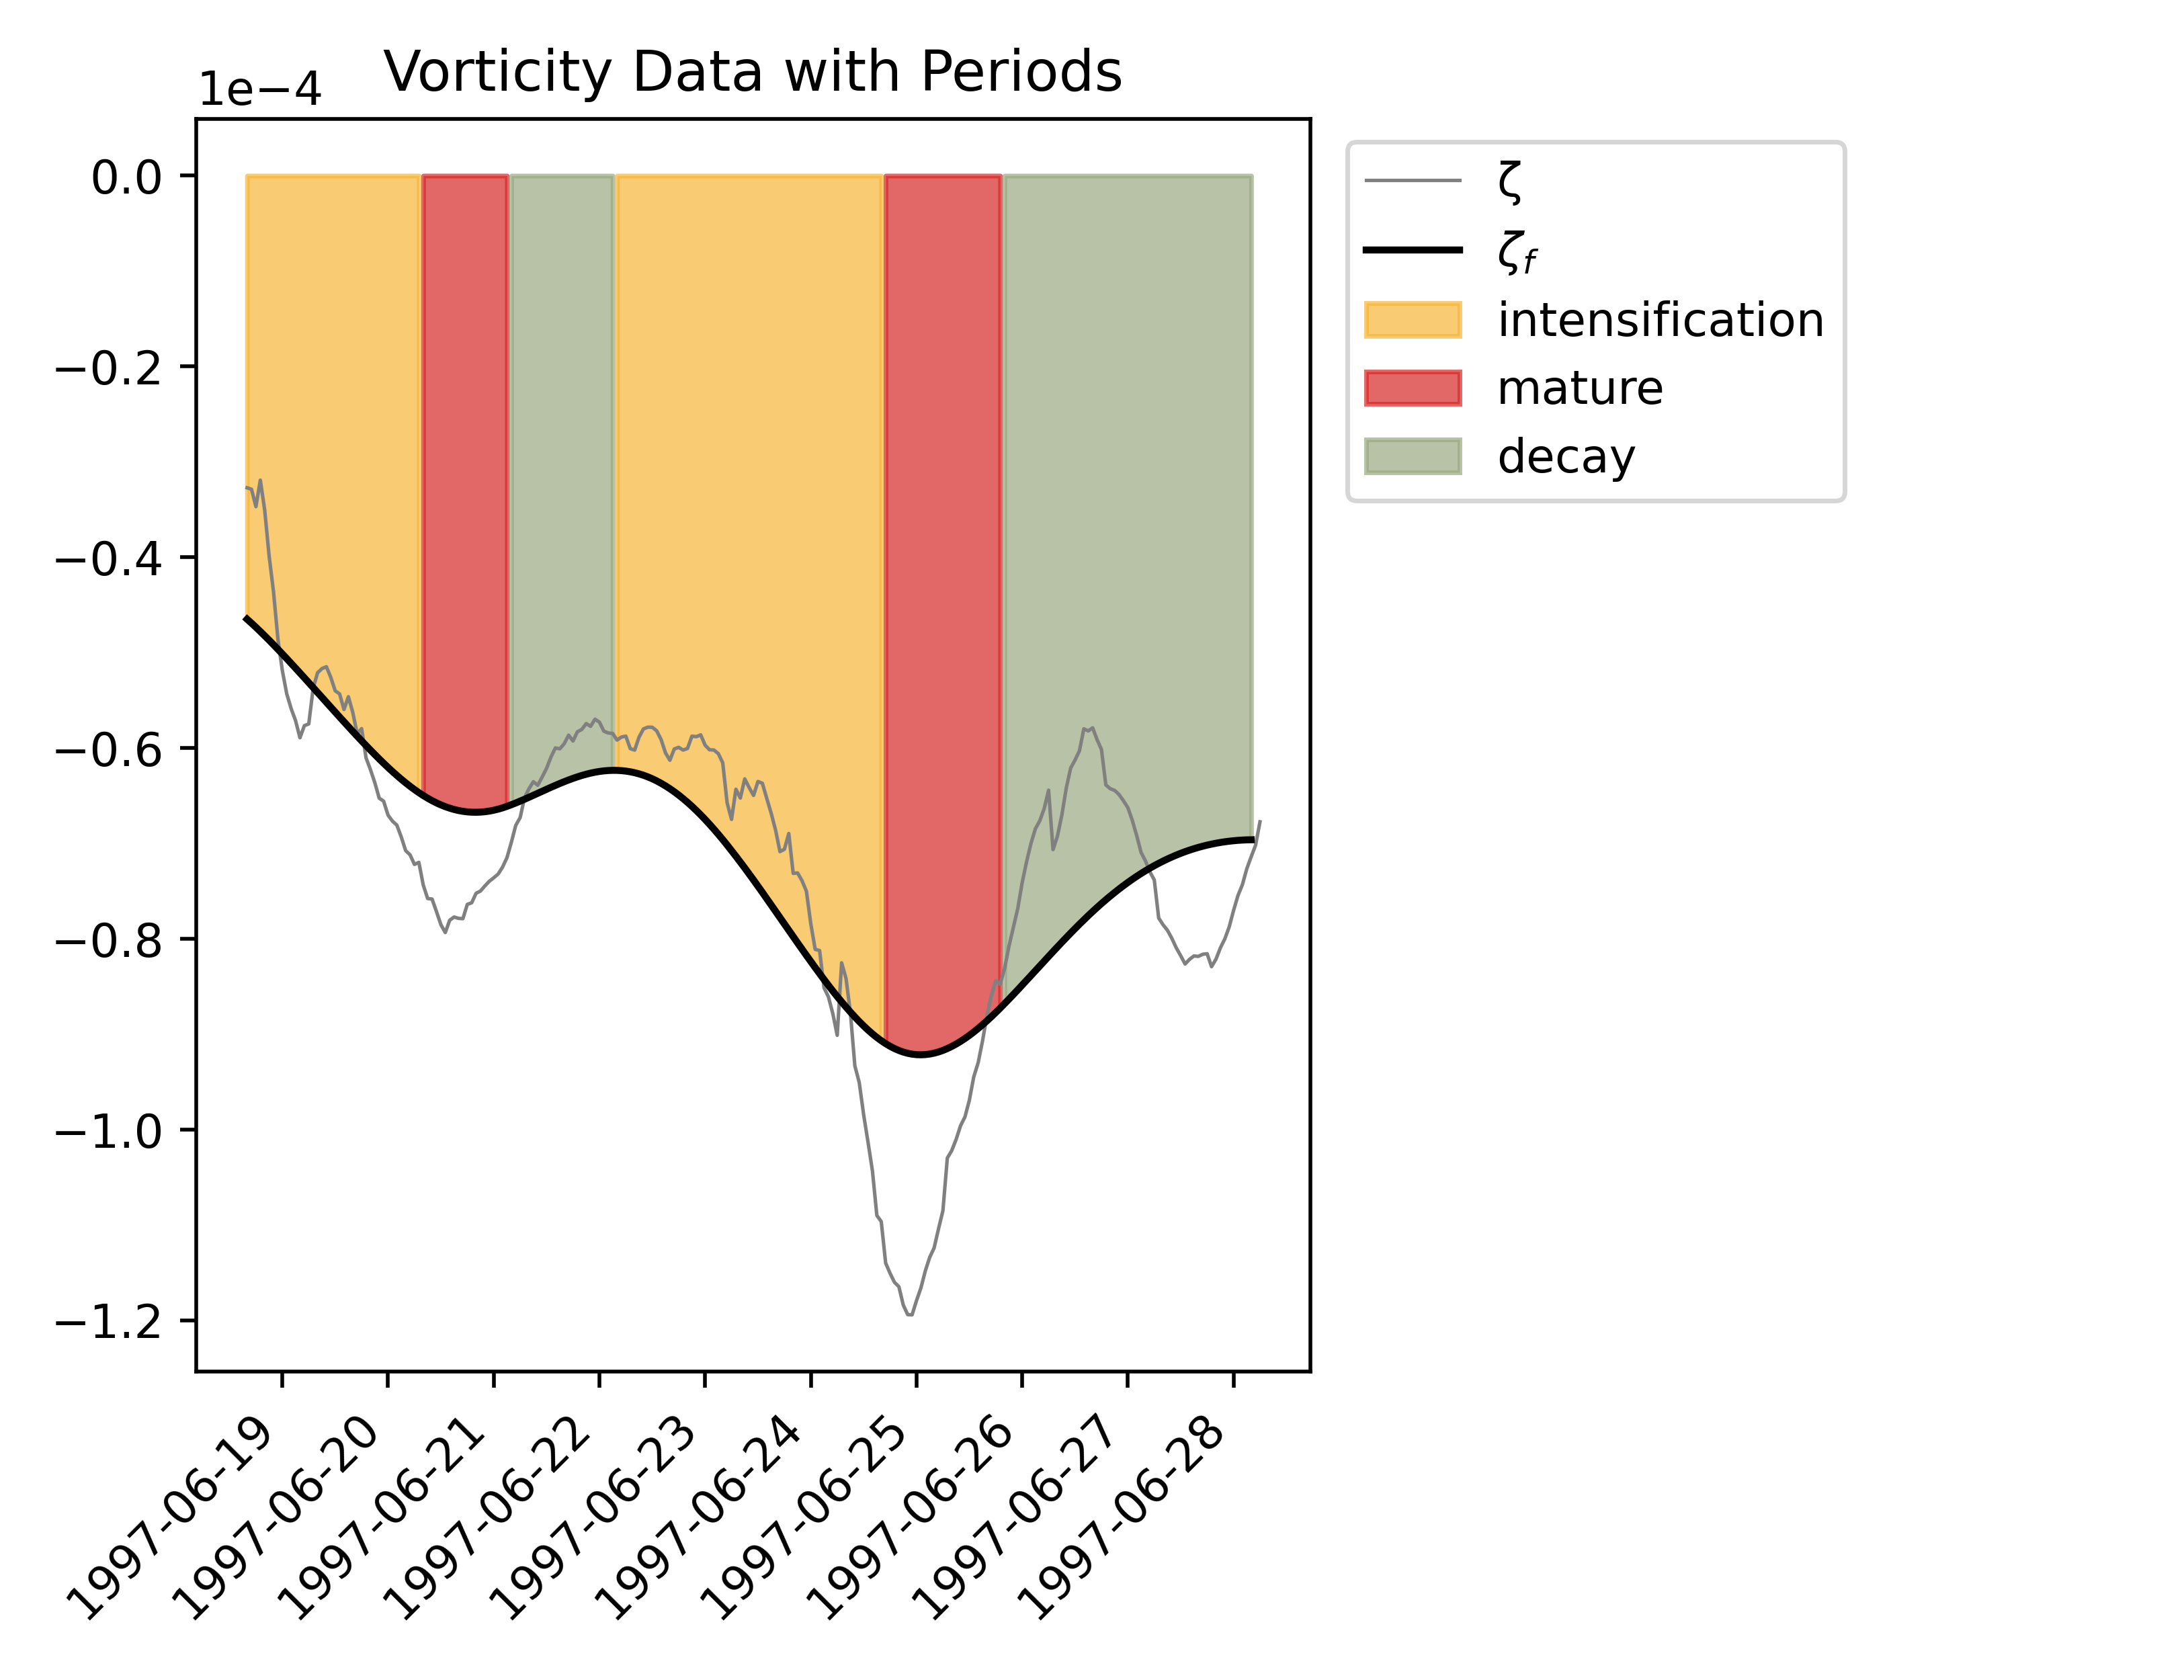 Vorticity Data with Periods
1e−4
0.0
−0.2
−0.4
−0.6
−0.8
−1.0
−1.2
1997-06-19
1997-06-20
1997-06-21
1997-06-22
1997-06-23
1997-06-24
1997-06-25
1997-06-26
1997-06-27
1997-06-28
ζ
ζf
intensification
mature
decay